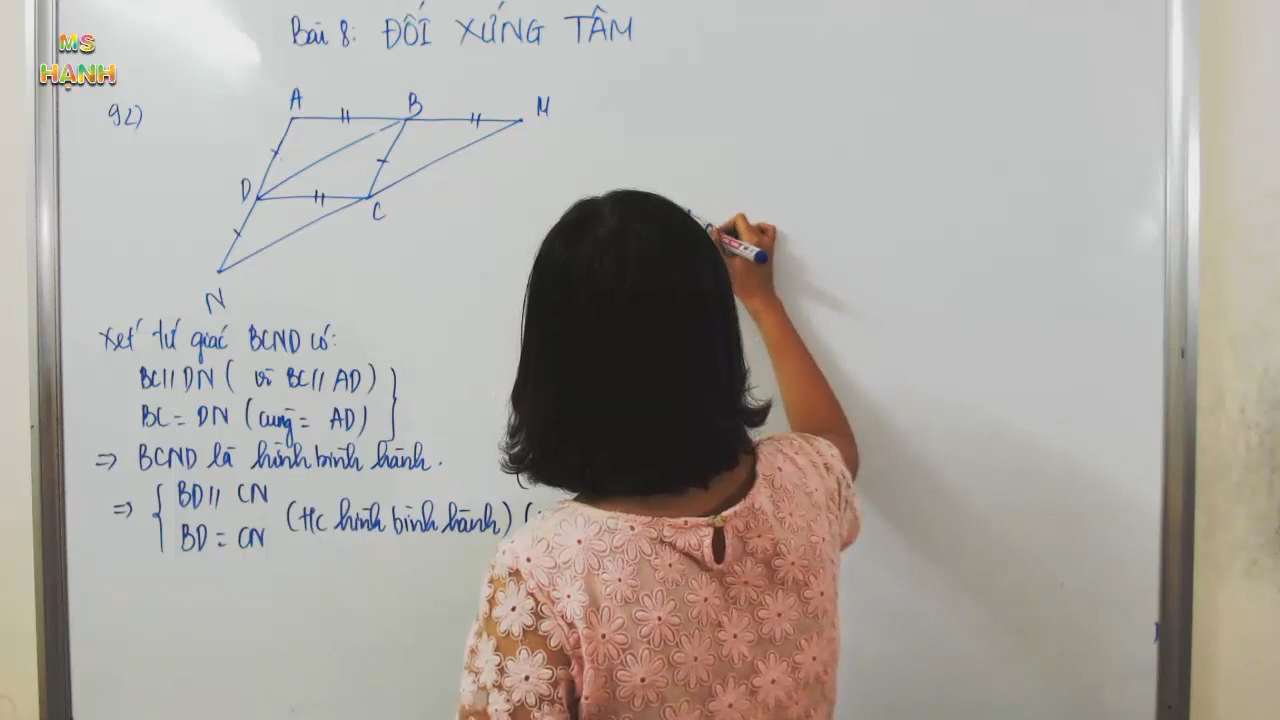 MS
HẠNH
Bài 8: ĐỐI XỨNG TÂM
92)
A B M
D
C
N
Xét tứ giác BCND có:
BC // DN ( vì BC // AD )
BC = DN (cùng = AD)
=> BCND là hình bình hành.
=> { BD // CN
BD = CN
(t/c hình bình hành) (